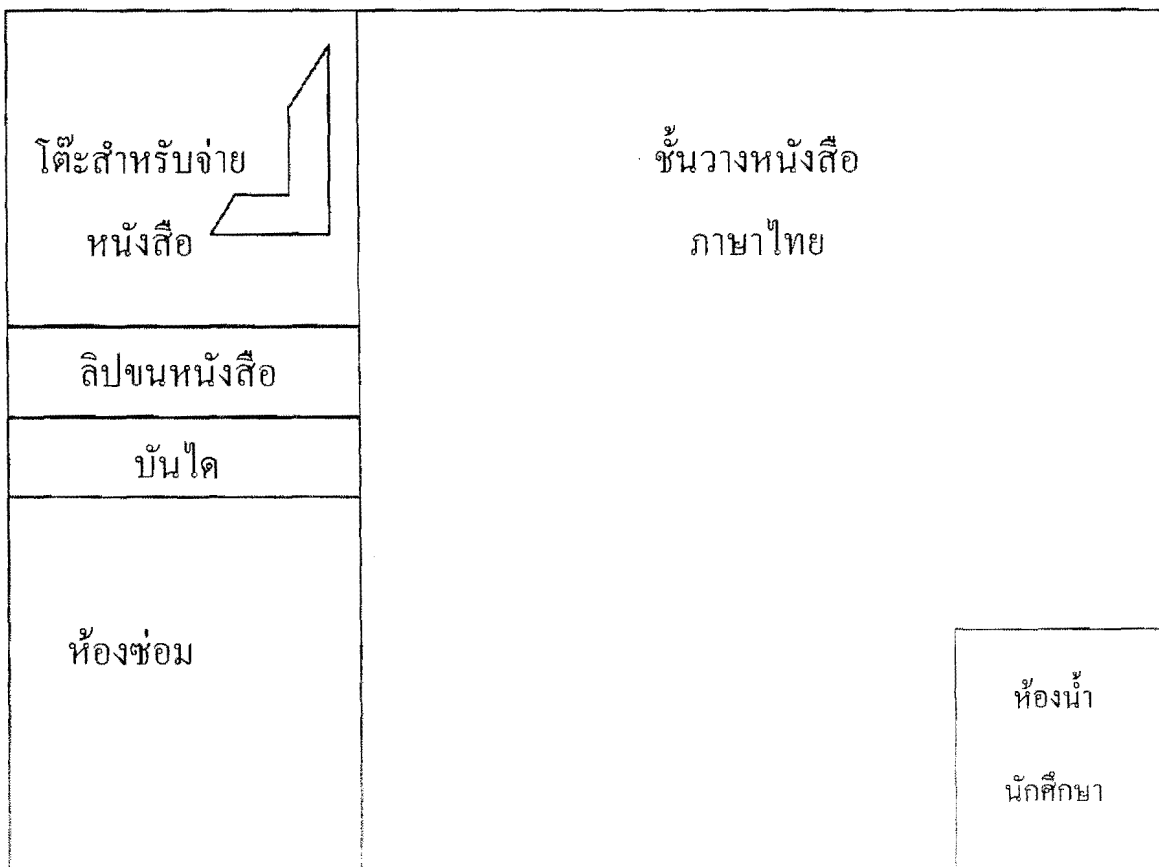 โต๊ะสำหรับจ่าย
หนังสือ
ชั้นวางหนังสือ
ภาษาไทย
ลิปขนหนังสือ
บันได
ห้องซ่อม
ห้องน้ำ
นักศึกษา